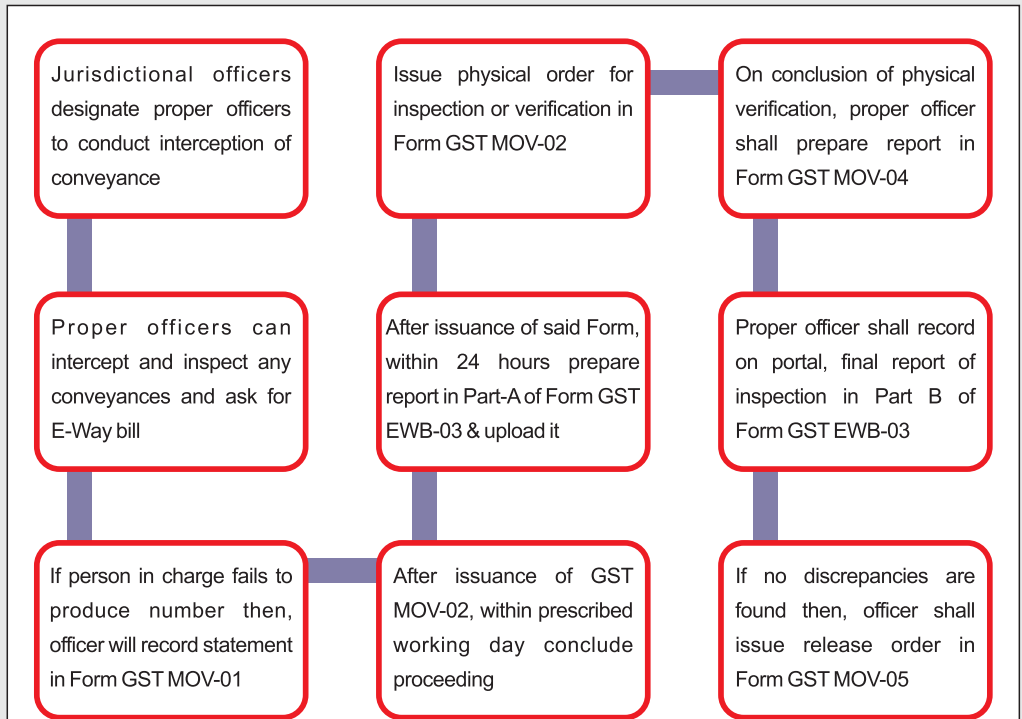 Jurisdictional officers
designate proper officers
to conduct interception of
conveyance
Proper officers can
intercept and inspect any
conveyances and ask for
E-Way bill
If person in charge fails to
produce number then,
officer will record statement
in Form GST MOV-01
Issue physical order for
inspection or verification in
Form GST MOV-02
After issuance of said Form,
within 24 hours prepare
report in Part-A of Form GST
EWB-03 & upload it
After issuance of GST
MOV-02, within prescribed
working day conclude
proceeding
On conclusion of physical
verification, proper officer
shall prepare report in
Form GST MOV-04
Proper officer shall record
on portal, final report of
inspection in Part B of
Form GST EWB-03
If no discrepancies are
found then, officer shall
issue release order in
Form GST MOV-05